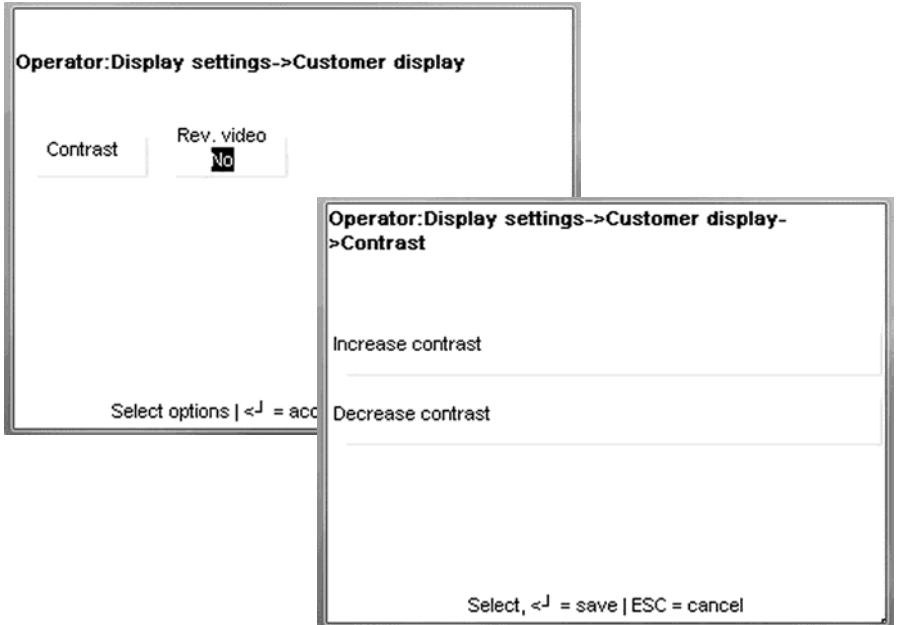 Operator:Display settings->Customer display
Contrast
Rev. video
No
Select options | <┘ = acc
Operator:Display settings->Customer display-
>Contrast
Increase contrast
Decrease contrast
Select, <┘ = save | ESC = cancel